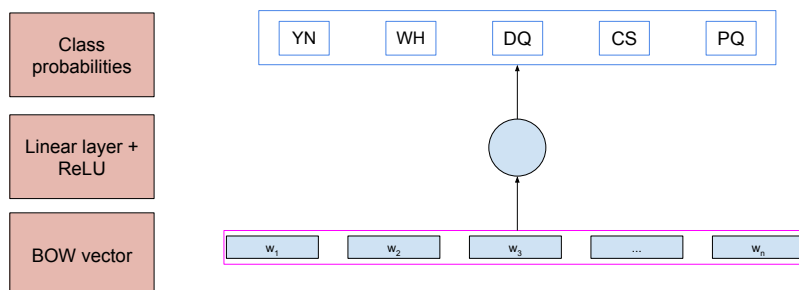 Class
probabilities
YN WH DQ CS PQ
Linear layer +
ReLU
BOW vector
w1 w2 w3 ... wn